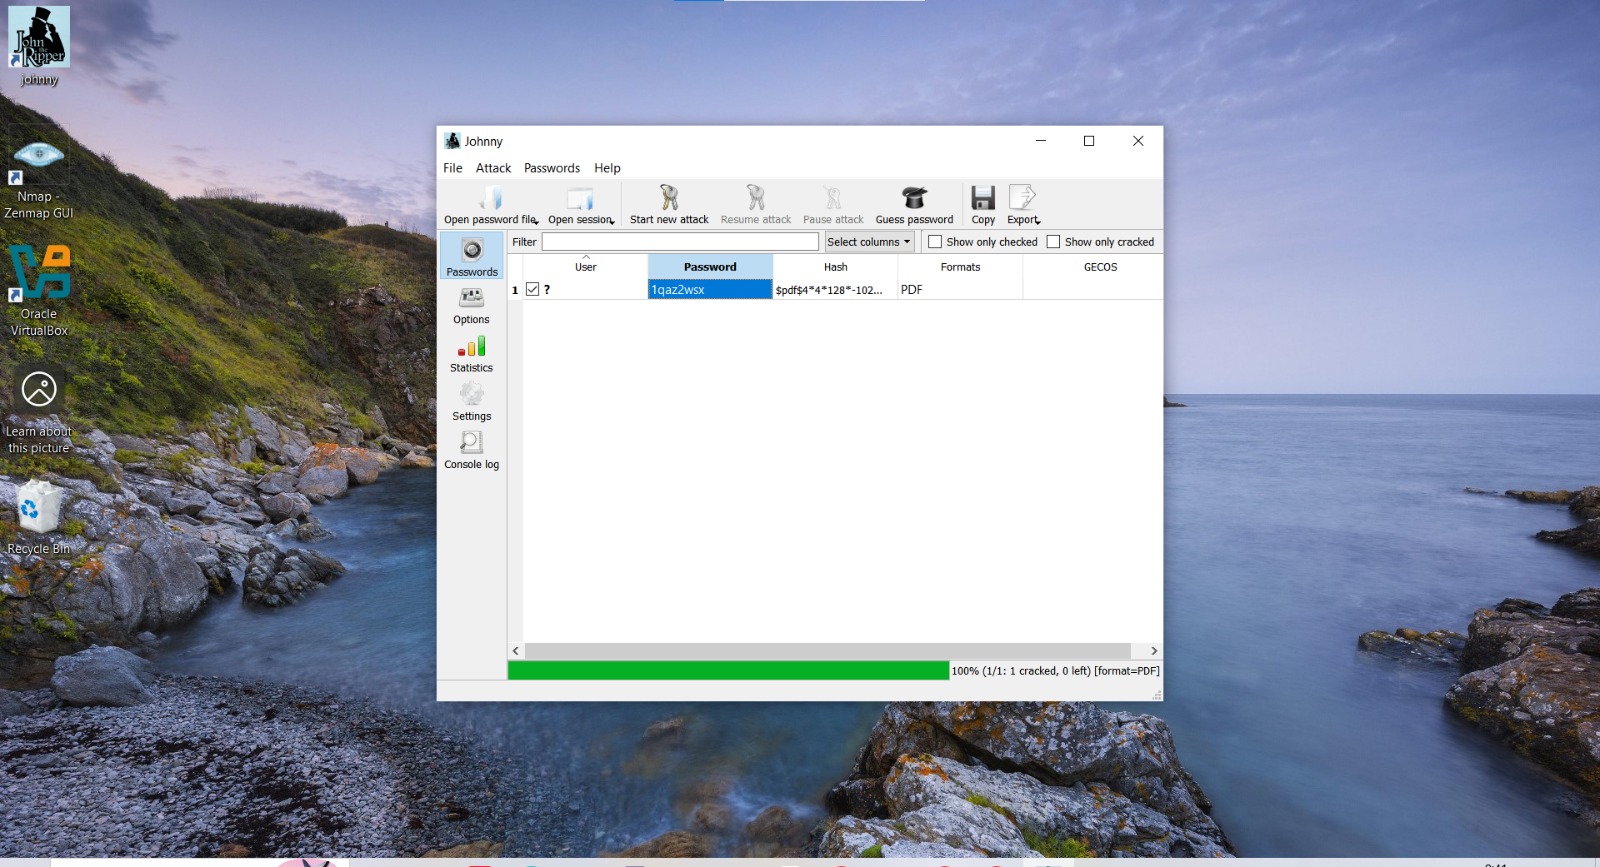 John
the
Ripper
johnny
Nmap -
Zenmap GUI
Oracle
VirtualBox
Learn about
this picture
Recycle Bin
Johnny
File Attack Passwords Help
Open password file Open session Start new attack Resume attack Pause attack Guess password Copy Export
Passwords
Options
Statistics
Settings
Console log
Filter Select columns Show only checked Show only cracked
User Password Hash Formats GECOS
1 ? 1qaz2wsx $pdf$4*4*128*-102... PDF
100% (1/1: 1 cracked, 0 left) [format=PDF]